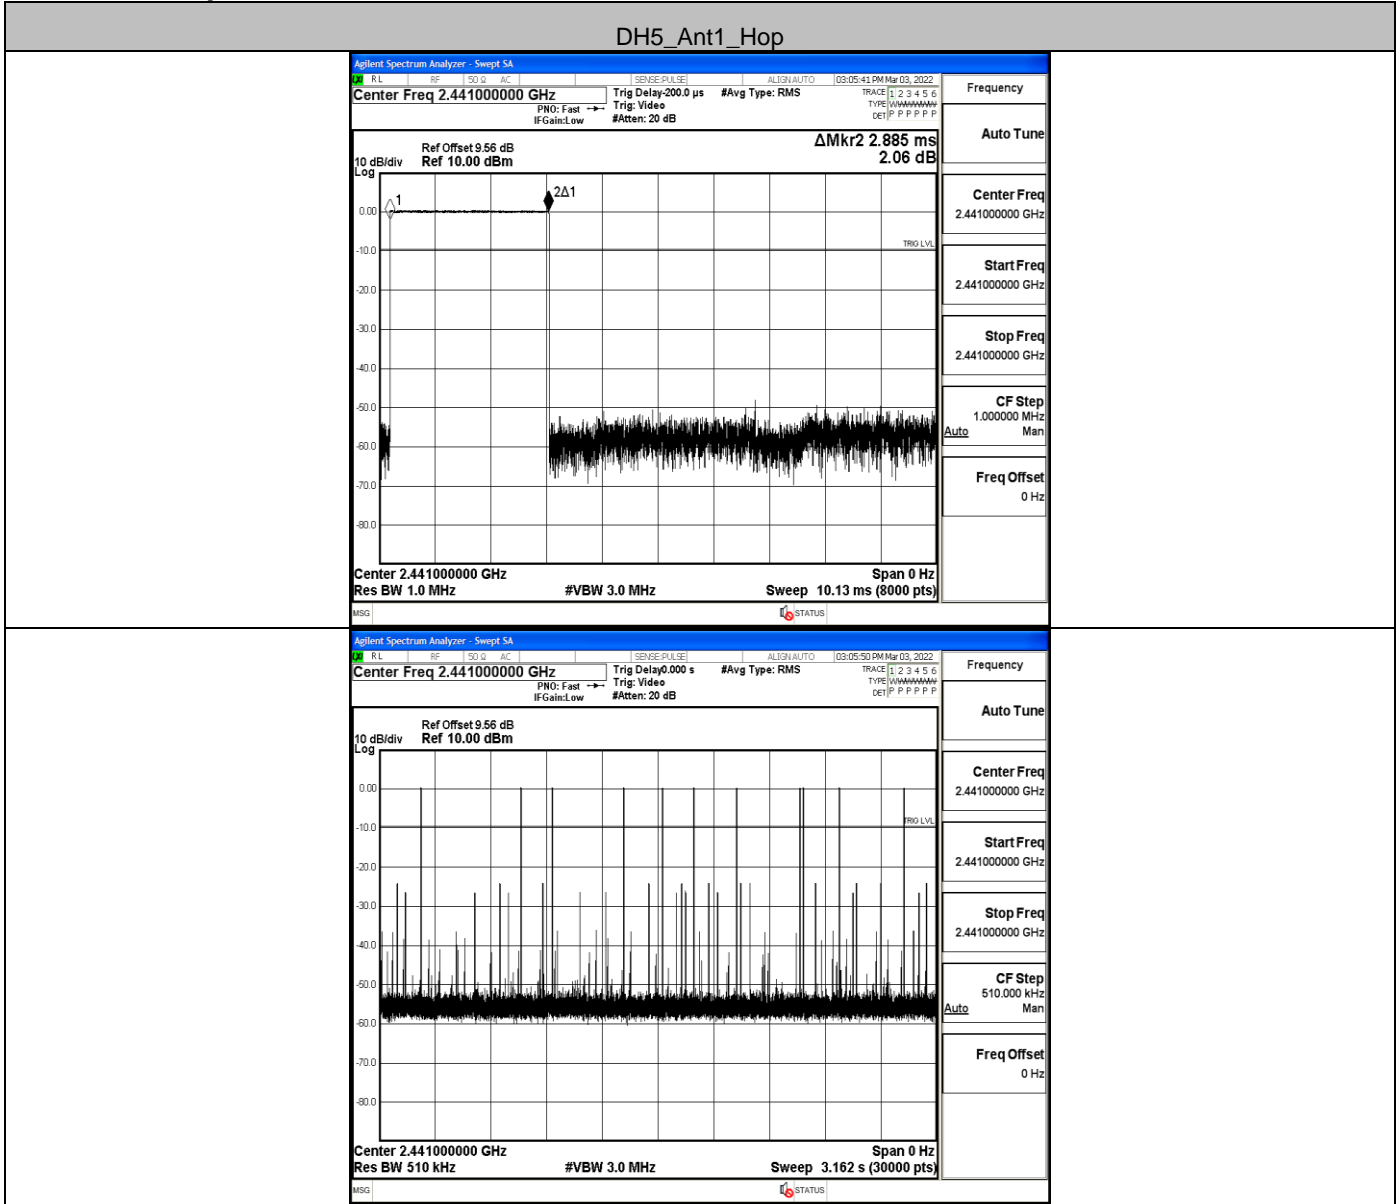 DH5_Ant1_Hop
Agilent Spectrum Analyzer - Swept SA
RL RF 50 Ω AC SENSE:PULSE ALIGN AUTO 03:05:41 PM Mar 03, 2022
Center Freq 2.441000000 GHz Trig Delay-200.0 µs #Avg Type: RMS TRACE 1 2 3 4 5 6
PNO: Fast Trig: Video TYPE
IFGain:Low #Atten: 20 dB DET P P P P P P
Frequency
Auto Tune
ΔMkr2 2.885 ms
Ref Offset 9.56 dB
10 dB/div Ref 10.00 dBm 2.06 dB
Log
1
2Δ1
0.00
TRIG LVL
-10.0
-20.0
-30.0
-40.0
-50.0
-60.0
-70.0
-80.0
Center Freq
2.441000000 GHz
Start Freq
2.441000000 GHz
Stop Freq
2.441000000 GHz
CF Step
1.000000 MHz
Auto Man
Freq Offset
0 Hz
Center 2.441000000 GHz Span 0 Hz
Res BW 1.0 MHz #VBW 3.0 MHz Sweep 10.13 ms (8000 pts)
MSG STATUS
Agilent Spectrum Analyzer - Swept SA
RL RF 50 Ω AC SENSE:PULSE ALIGN AUTO 03:05:50 PM Mar 03, 2022
Center Freq 2.441000000 GHz Trig Delay0.000 s #Avg Type: RMS TRACE 1 2 3 4 5 6
PNO: Fast Trig: Video TYPE
IFGain:Low #Atten: 20 dB DET P P P P P P
Frequency
Auto Tune
Ref Offset 9.56 dB
10 dB/div Ref 10.00 dBm
Log
0.00
TRIG LVL
-10.0
-20.0
-30.0
-40.0
-50.0
-60.0
-70.0
-80.0
Center Freq
2.441000000 GHz
Start Freq
2.441000000 GHz
Stop Freq
2.441000000 GHz
CF Step
510.000 kHz
Auto Man
Freq Offset
0 Hz
Center 2.441000000 GHz Span 0 Hz
Res BW 510 kHz #VBW 3.0 MHz Sweep 3.162 s (30000 pts)
MSG STATUS